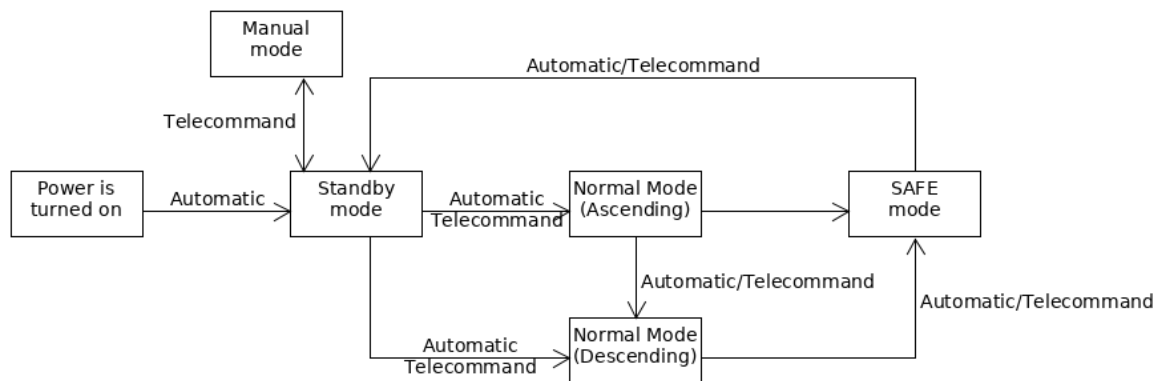 Manual
mode
Automatic/Telecommand
Telecommand
Power is
turned on
Automatic
Standby
mode
Automatic
Telecommand
Normal Mode
(Ascending)
SAFE
mode
Automatic/Telecommand
Automatic/Telecommand
Automatic
Telecommand
Normal Mode
(Descending)